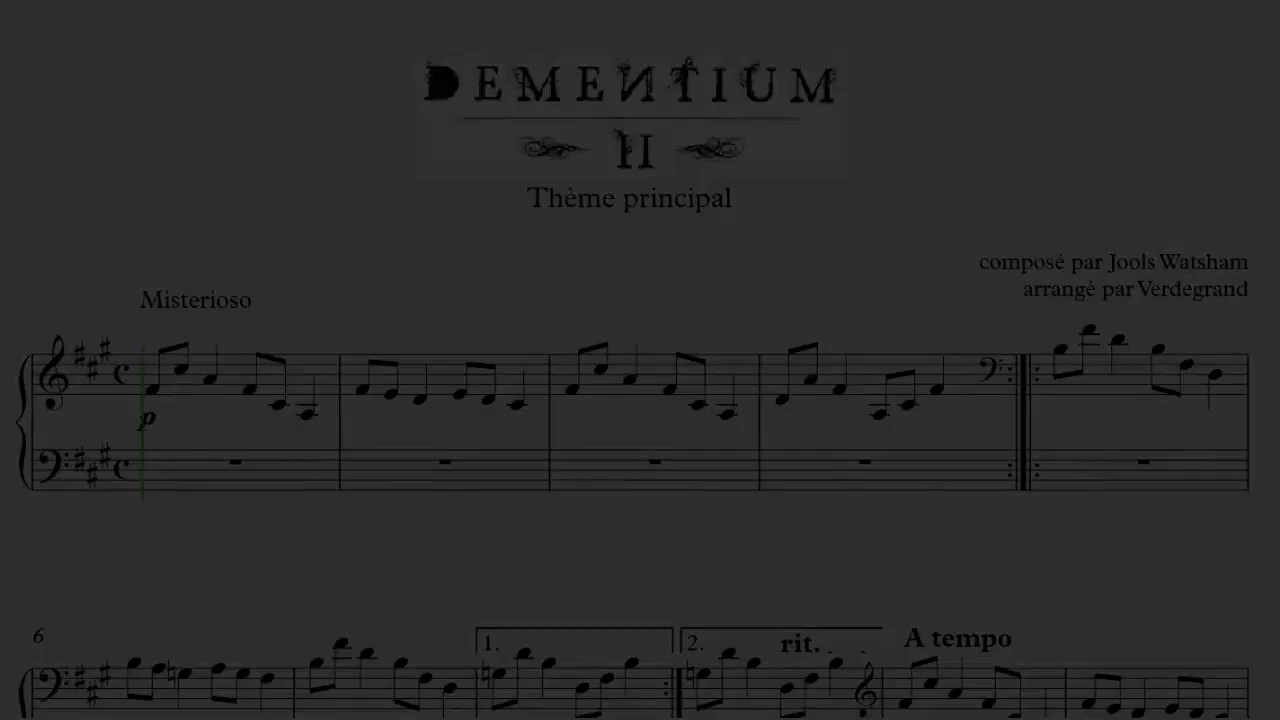 DEMENTIUM
II
Thème principal
composé par Jools Watsham
arrangé par Verdegrand
Misterioso
p
6
1.
2.
rit. _ _
A tempo